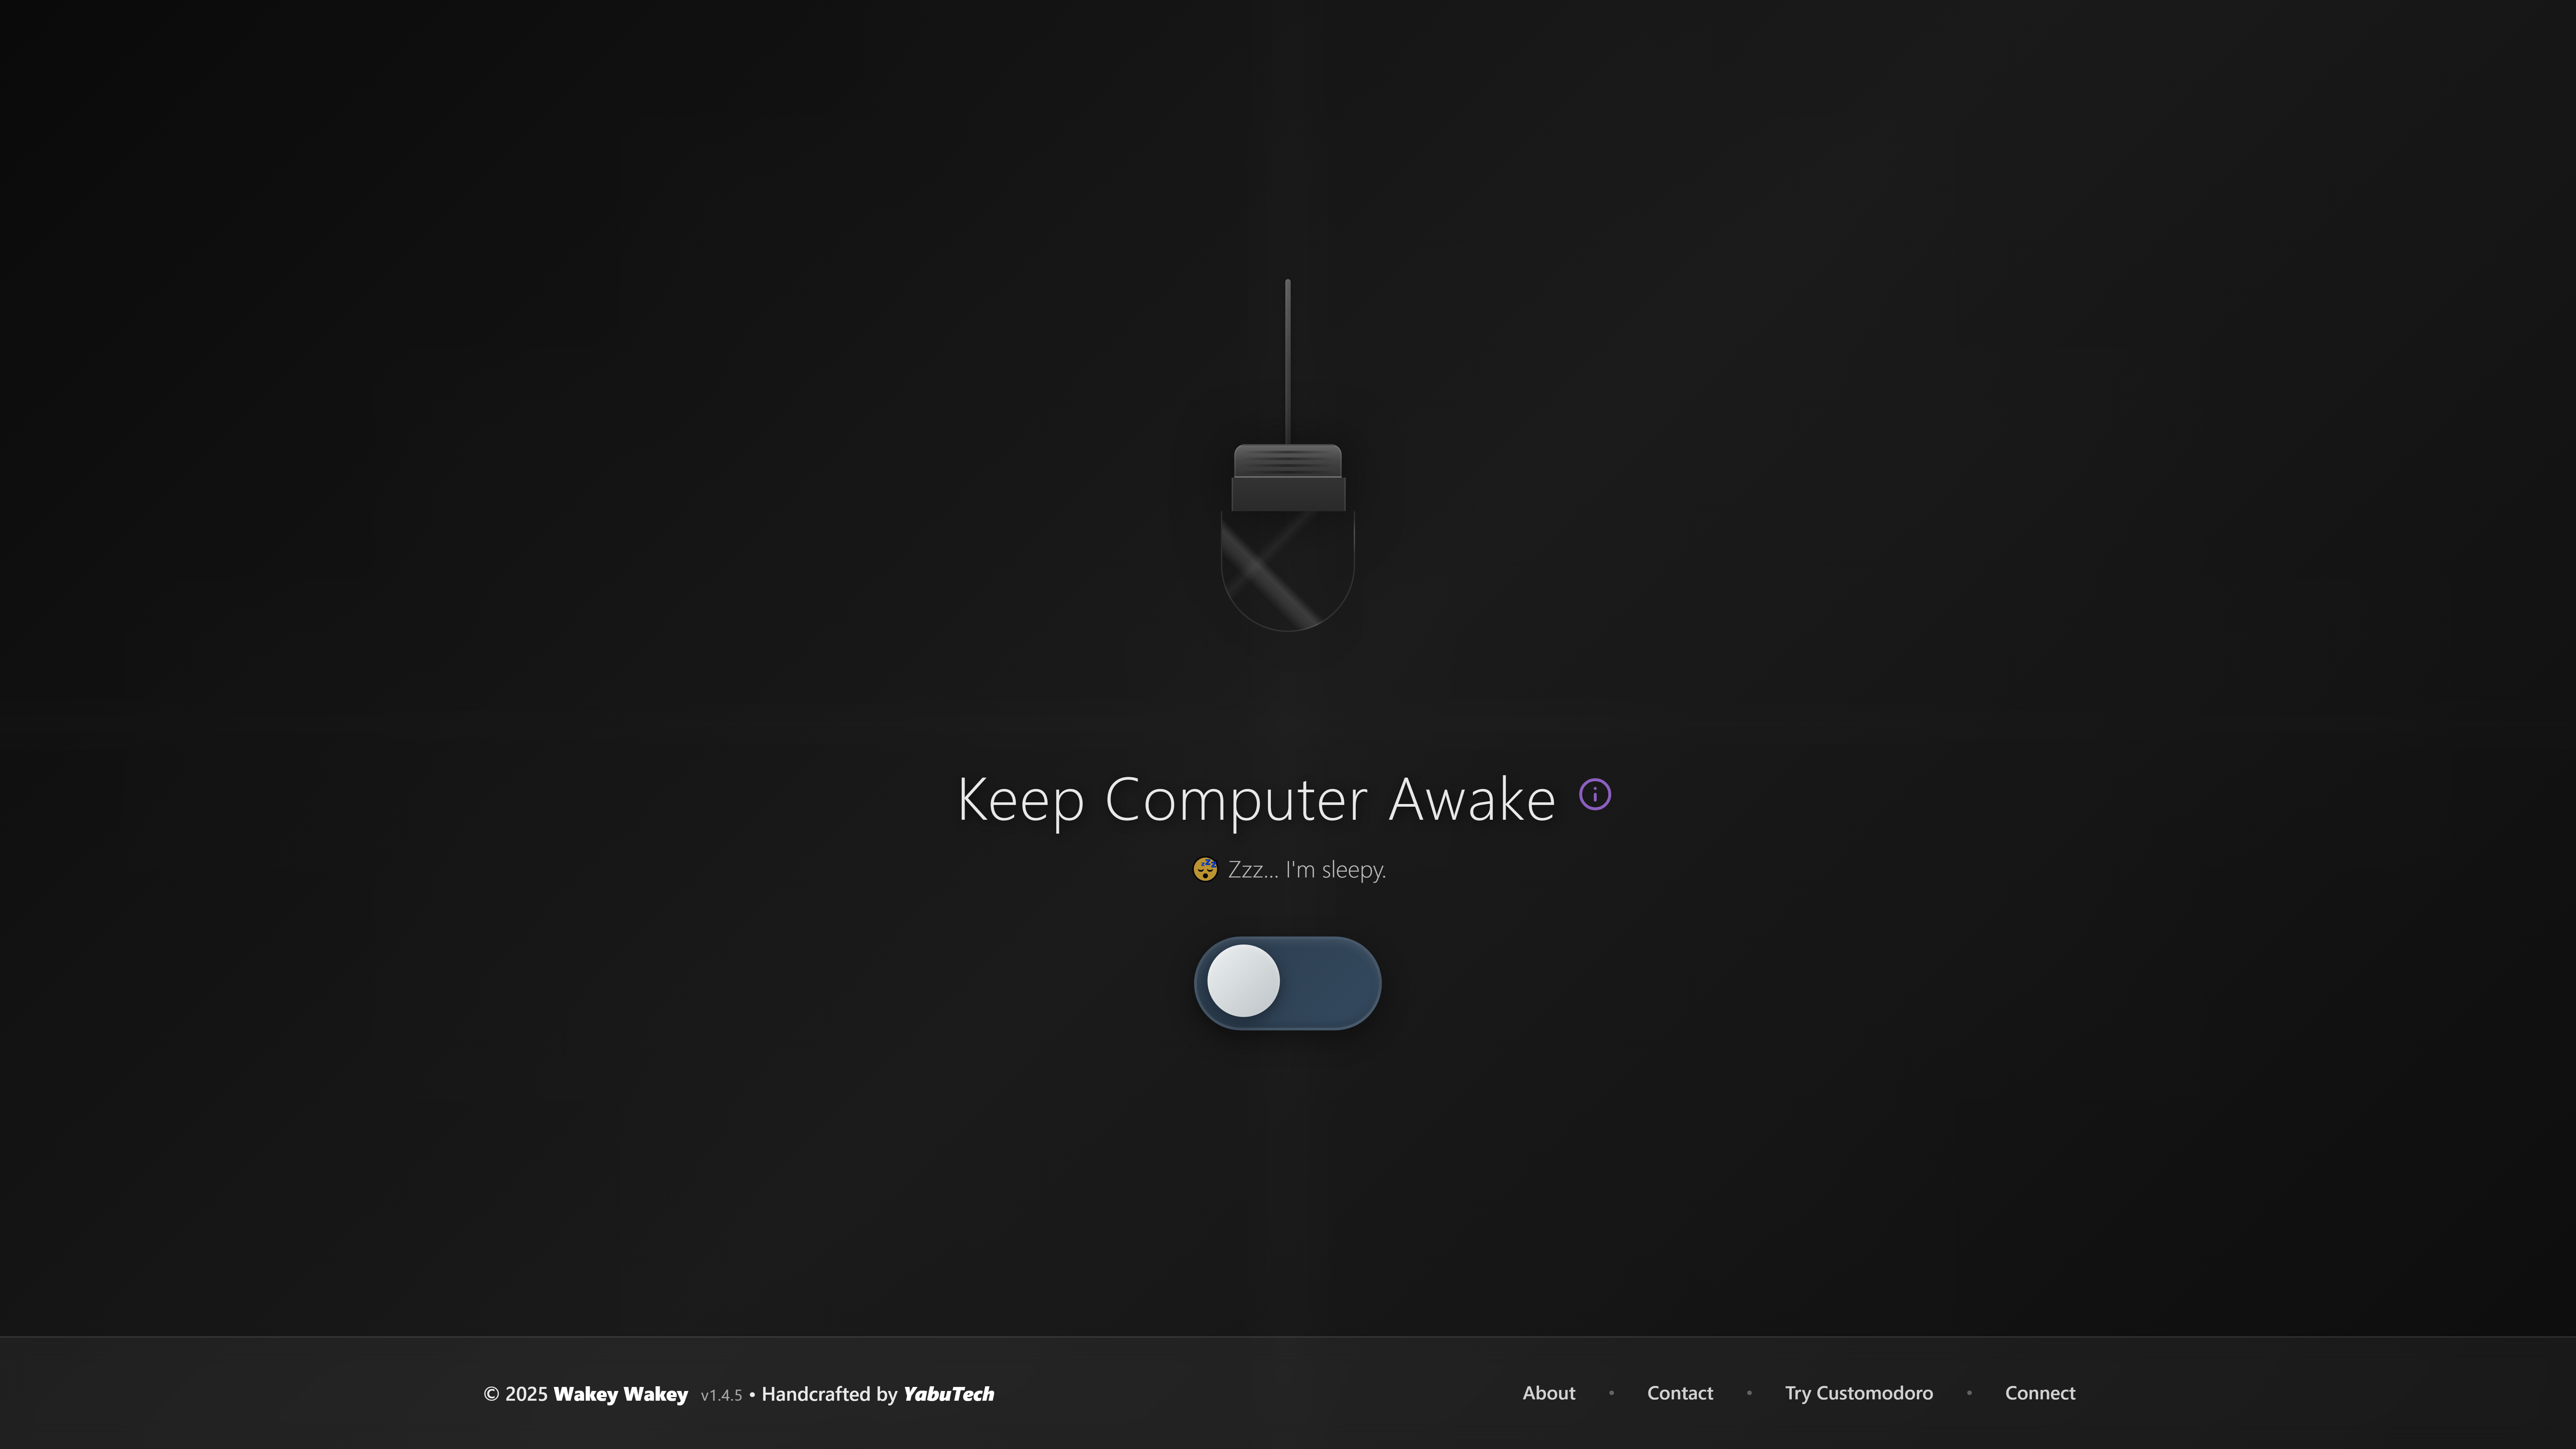 Keep Computer Awake
😴 Zzz... I'm sleepy.
© 2025 Wakey Wakey v1.4.5 • Handcrafted by YabuTech
About • Contact • Try Customodoro • Connect